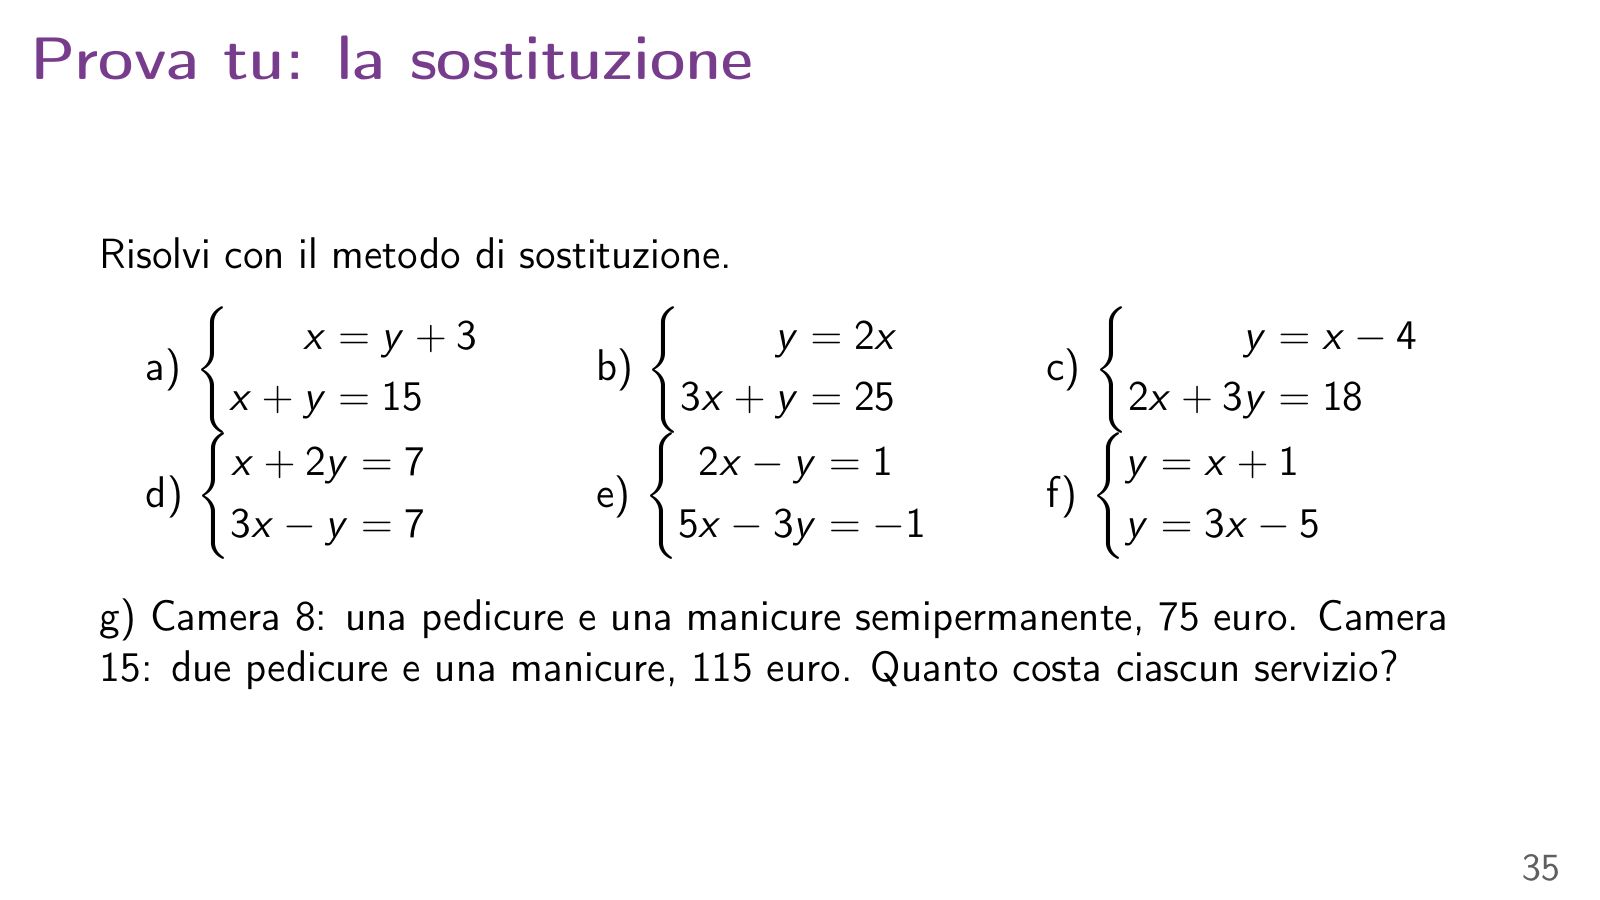 Prova tu: la sostituzione
Risolvi con il metodo di sostituzione.
a) { x = y + 3
x + y = 15
b) { y = 2x
3x + y = 25
c) { y = x − 4
2x + 3y = 18
d) { x + 2y = 7
3x − y = 7
e) { 2x − y = 1
5x − 3y = −1
f) { y = x + 1
y = 3x − 5
g) Camera 8: una pedicure e una manicure semipermanente, 75 euro. Camera
15: due pedicure e una manicure, 115 euro. Quanto costa ciascun servizio?
35